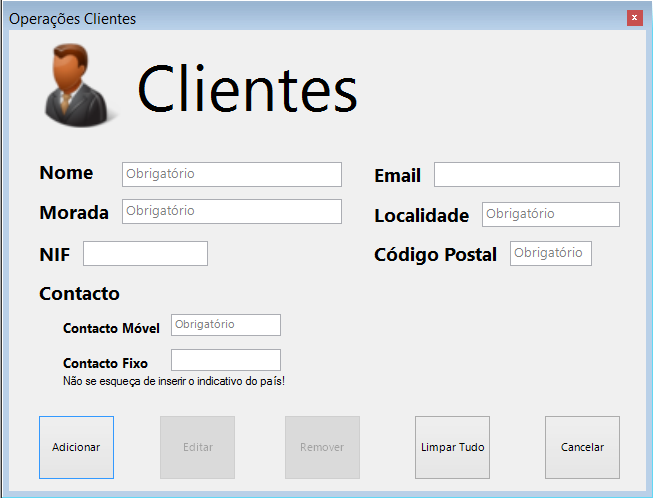 Operações Clientes
x
Clientes
Nome Obrigatório
Email
Morada Obrigatório
Localidade Obrigatório
NIF
Código Postal Obrigatório
Contacto
Contacto Móvel Obrigatório
Contacto Fixo
Não se esqueça de inserir o indicativo do país!
Adicionar
Editar
Remover
Limpar Tudo
Cancelar